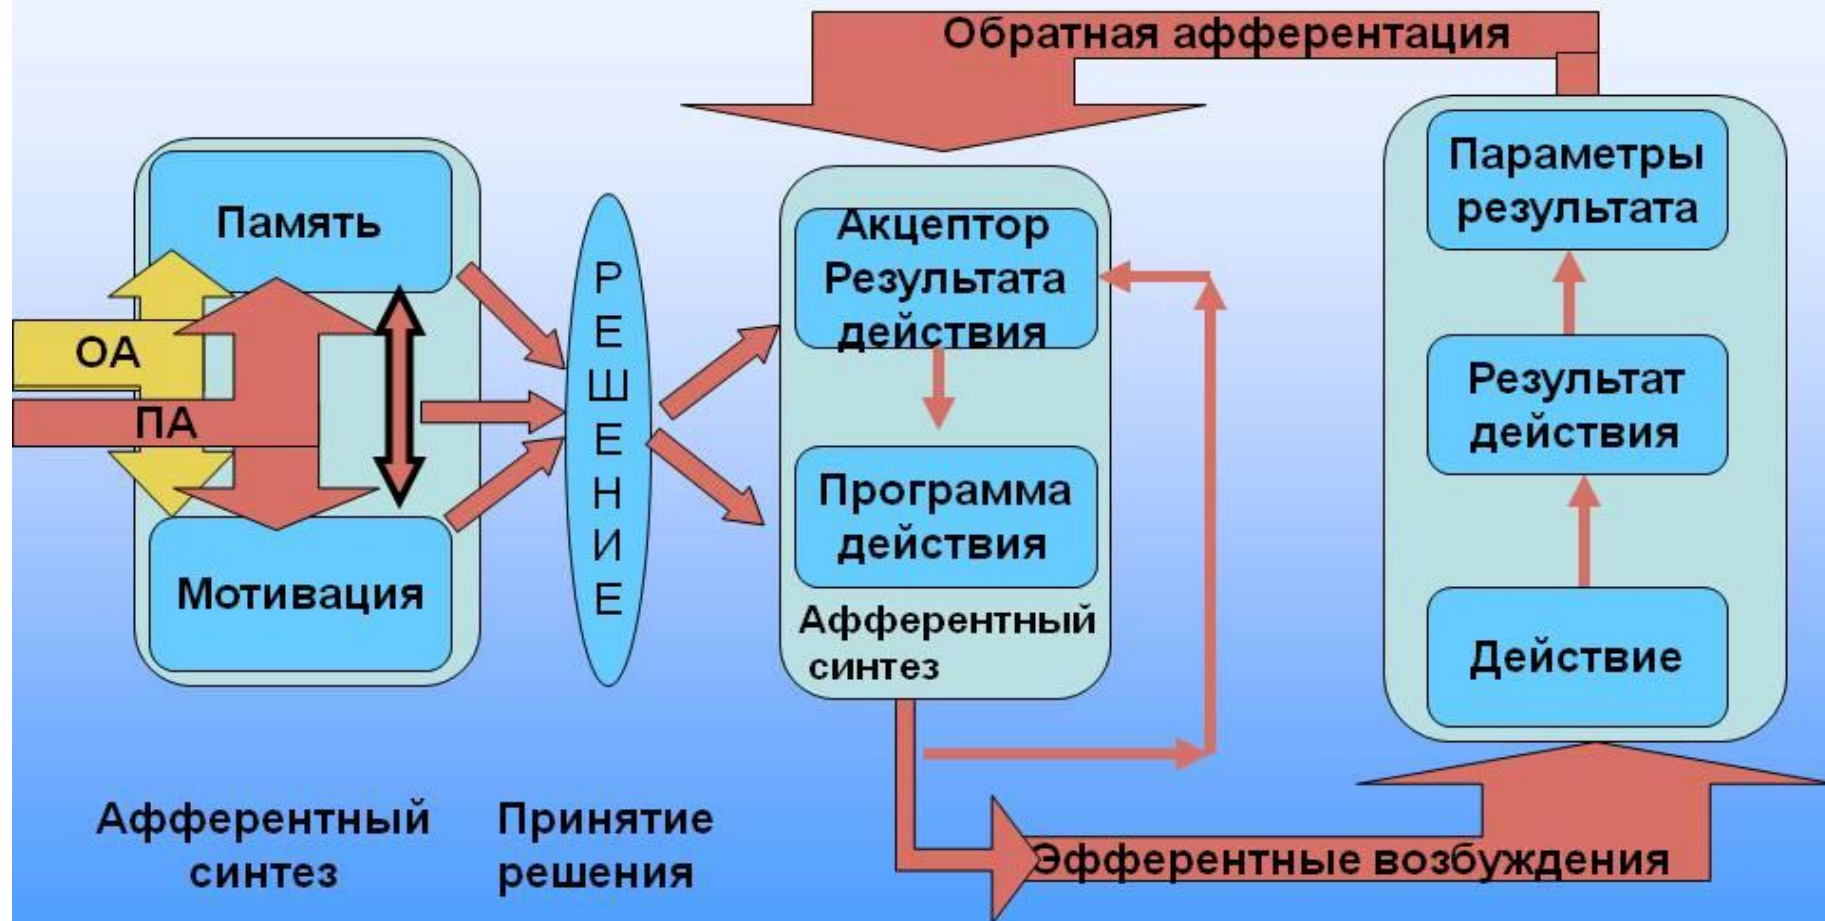 Обратная афферентация
Память
ОА
ПА
Мотивация
РЕШЕНИЕ
Акцептор
Результата
действия
Программа
действия
Афферентный
синтез
Параметры
результата
Результат
действия
Действие
Афферентный
синтез
Принятие
решения
Эфферентные возбуждения